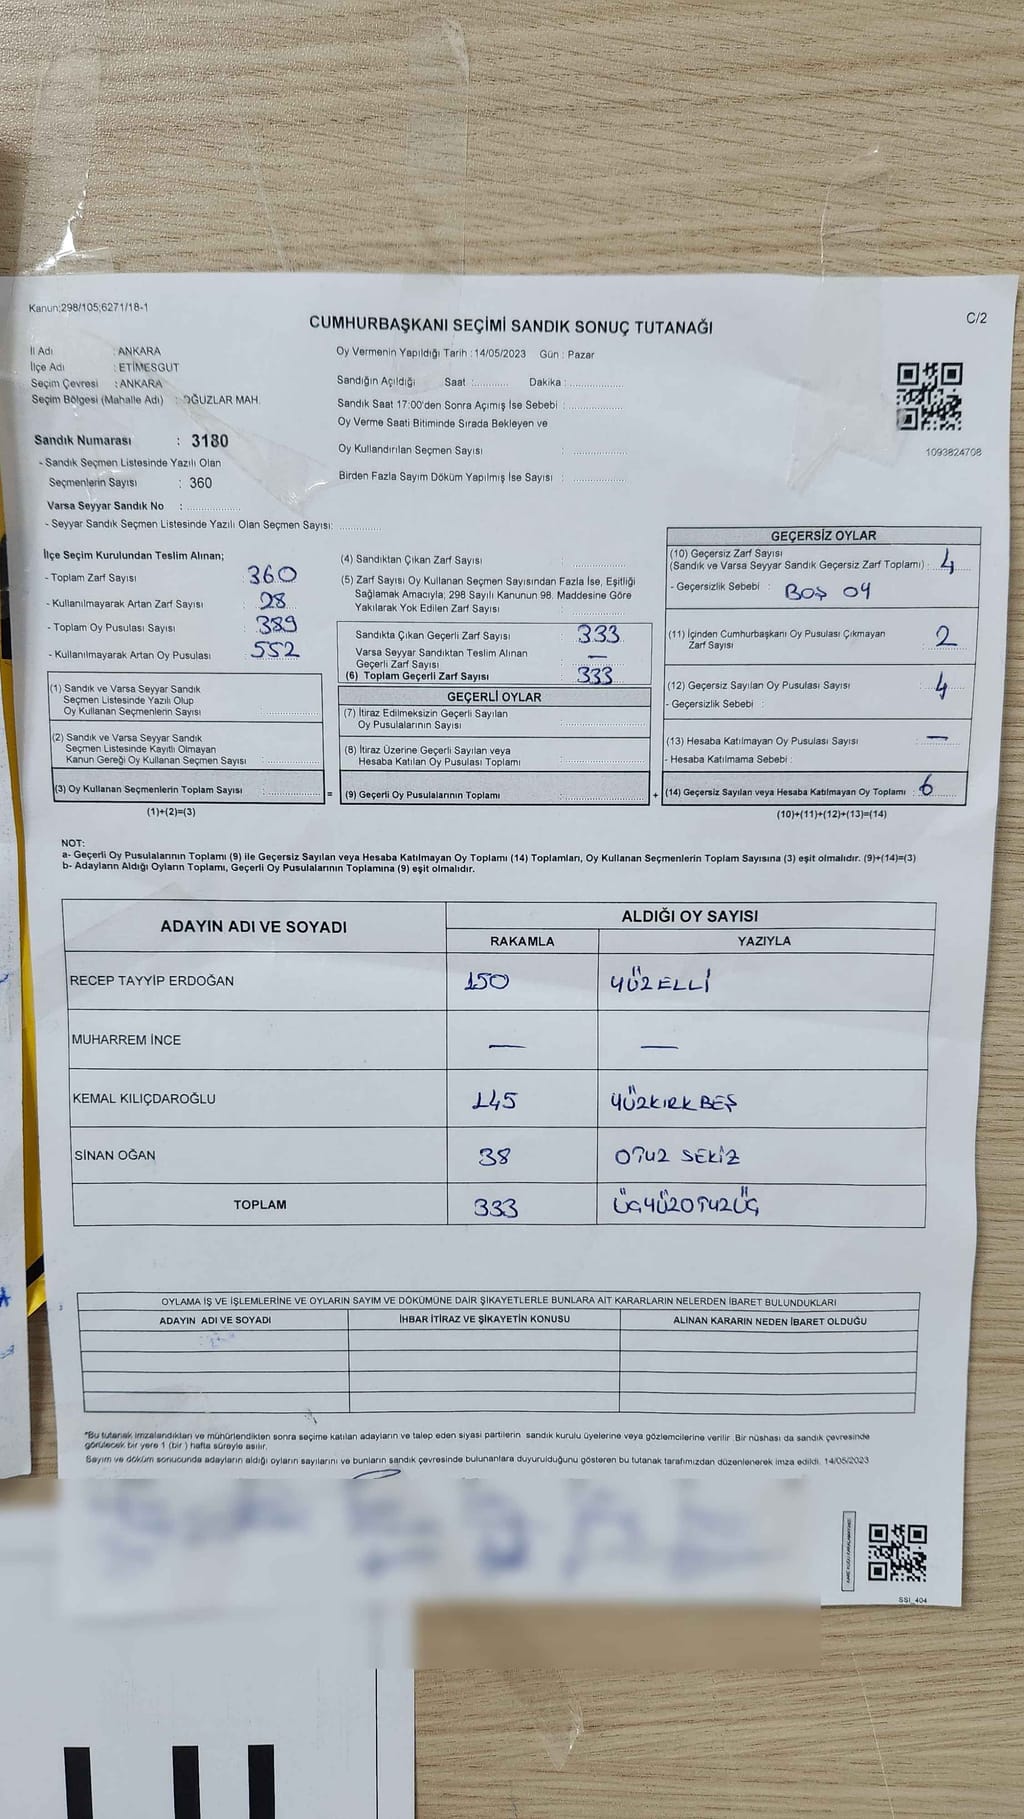 Kanun;298/105;6271/18-1
CUMHURBAŞKANI SEÇİMİ SANDIK SONUÇ TUTANAĞI
C/2
İl Adı : ANKARA
İlçe Adı : ETİMESGUT
Seçim Çevresi : ANKARA
Seçim Bölgesi (Mahalle Adı) : OĞUZLAR MAH.
Sandık Numarası : 3180
- Sandık Seçmen Listesinde Yazılı Olan
Seçmenlerin Sayısı : 360
Varsa Seyyar Sandık No : ..................
- Seyyar Sandık Seçmen Listesinde Yazılı Olan Seçmen Sayısı: ..............
Oy Vermenin Yapıldığı Tarih : 14/05/2023 Gün : Pazar
Sandığın Açıldığı Saat :............ Dakika :..................
Sandık Saat 17:00'den Sonra Açımış İse Sebebi : ..................
Oy Verme Saati Bitiminde Sırada Bekleyen ve
Oy Kullandırılan Seçmen Sayısı : ..................
Birden Fazla Sayım Döküm Yapılmış İse Sayısı : ..................
1093824708
İlçe Seçim Kurulundan Teslim Alınan;
- Toplam Zarf Sayısı : 360
- Kullanılmayarak Artan Zarf Sayısı : 28
- Toplam Oy Pusulası Sayısı : 389
- Kullanılmayarak Artan Oy Pusulası : 552
(1) Sandık ve Varsa Seyyar Sandık
Seçmen Listesinde Yazılı Olup
Oy Kullanan Seçmenlerin Sayısı :
(2) Sandık ve Varsa Seyyar Sandık
Seçmen Listesinde Kayıtlı Olmayan
Kanun Gereği Oy Kullanan Seçmen Sayısı :
(3) Oy Kullanan Seçmenlerin Toplam Sayısı : =
(1)+(2)=(3)
(4) Sandıktan Çıkan Zarf Sayısı :
(5) Zarf Sayısı Oy Kullanan Seçmen Sayısından Fazla İse, Eşitliği
Sağlamak Amacıyla; 298 Sayılı Kanunun 98. Maddesine Göre
Yakılarak Yok Edilen Zarf Sayısı :
Sandıkta Çıkan Geçerli Zarf Sayısı : 333
Varsa Seyyar Sandıktan Teslim Alınan
Geçerli Zarf Sayısı : —
(6) Toplam Geçerli Zarf Sayısı : 333
GEÇERLİ OYLAR
(7) İtiraz Edilmeksizin Geçerli Sayılan
Oy Pusulalarının Sayısı :
(8) İtiraz Üzerine Geçerli Sayılan veya
Hesaba Katılan Oy Pusulası Toplamı :
(9) Geçerli Oy Pusulalarının Toplamı : +
GEÇERSİZ OYLAR
(10) Geçersiz Zarf Sayısı
(Sandık ve Varsa Seyyar Sandık Geçersiz Zarf Toplamı) : 4
- Geçersizlik Sebebi : BOŞ OY
(11) İçinden Cumhurbaşkanı Oy Pusulası Çıkmayan
Zarf Sayısı : 2
(12) Geçersiz Sayılan Oy Pusulası Sayısı : 4
- Geçersizlik Sebebi :
(13) Hesaba Katılmayan Oy Pusulası Sayısı : —
- Hesaba Katılmama Sebebi :
(14) Geçersiz Sayılan veya Hesaba Katılmayan Oy Toplamı : 6
(10)+(11)+(12)+(13)=(14)
NOT:
a- Geçerli Oy Pusulalarının Toplamı (9) ile Geçersiz Sayılan veya Hesaba Katılmayan Oy Toplamı (14) Toplamları, Oy Kullanan Seçmenlerin Toplam Sayısına (3) eşit olmalıdır. (9)+(14)=(3)
b- Adayların Aldığı Oyların Toplamı, Geçerli Oy Pusulalarının Toplamına (9) eşit olmalıdır.
ADAYIN ADI VE SOYADI
ALDIĞI OY SAYISI
RAKAMLA YAZIYLA
RECEP TAYYİP ERDOĞAN 150 YÜZELLİ
MUHARREM İNCE — —
KEMAL KILIÇDAROĞLU 145 YÜZKIRKBEŞ
SİNAN OĞAN 38 OTUZ SEKİZ
TOPLAM 333 ÜÇYÜZOTUZÜÇ
OYLAMA İŞ VE İŞLEMLERİNE VE OYLARIN SAYIM VE DÖKÜMÜNE DAİR ŞİKAYETLERLE BUNLARA AİT KARARLARIN NELERDEN İBARET BULUNDUKLARI
ADAYIN ADI VE SOYADI İHBAR İTİRAZ VE ŞİKAYETİN KONUSU ALINAN KARARIN NEDEN İBARET OLDUĞU
*Bu tutanak imzalandıktan ve mühürlendikten sonra seçime katılan adayların ve talep eden siyasi partilerin sandık kurulu üyelerine veya gözlemcilerine verilir .Bir nüshası da sandık çevresinde
görülecek bir yere 1 (bir ) hafta süreyle asılır.
Sayım ve döküm sonucunda adayların aldığı oyların sayılarını ve bunların sandık çevresinde bulunanlara duyurulduğunu gösteren bu tutanak tarafımızdan düzenlenerek imza edildi. 14/05/2023
SSI_404